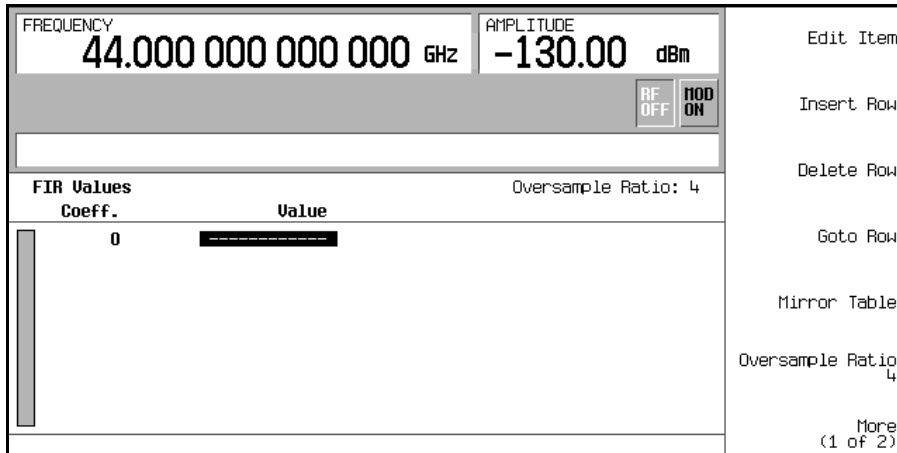 FREQUENCY
44.000 000 000 000 GHz
AMPLITUDE
-130.00 dBm
RF OFF
MOD ON
FIR Values
Oversample Ratio: 4
Coeff. Value
0 ------------
Edit Item
Insert Row
Delete Row
Goto Row
Mirror Table
Oversample Ratio
4
More
(1 of 2)